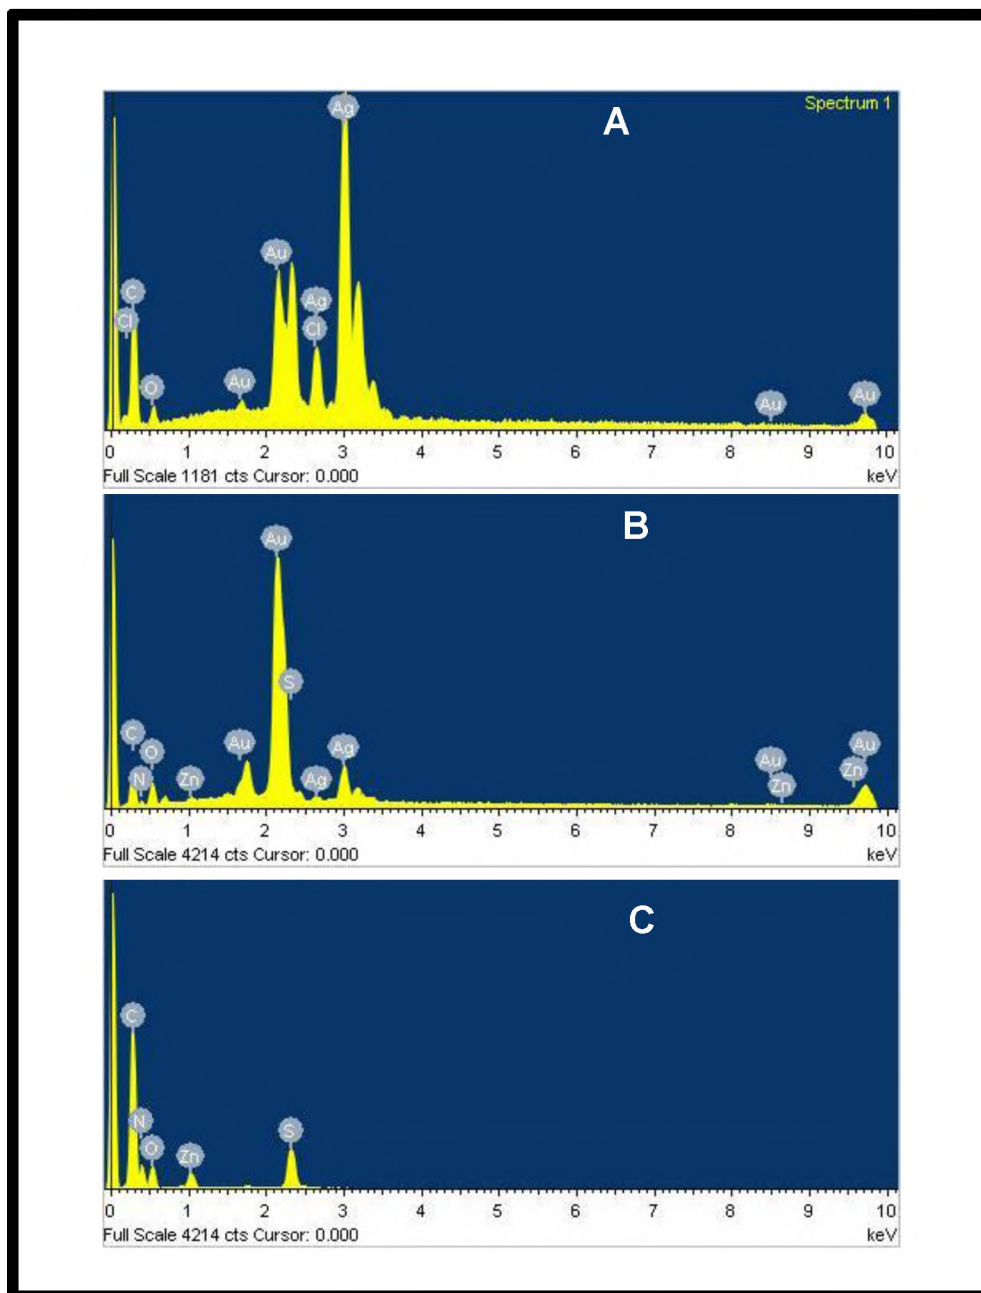 Spectrum 1
A
Ag
Au
C
Ag
Cl
Cl
O
Au
Au
Au
0 1 2 3 4 5 6 7 8 9 10
Full Scale 1181 cts Cursor: 0.000 keV
B
Au
S
C
O
Au
Ag
Au
Au
N
Zn
Ag
Zn
Zn
0 1 2 3 4 5 6 7 8 9 10
Full Scale 4214 cts Cursor: 0.000 keV
C
C
N
O
Zn
S
0 1 2 3 4 5 6 7 8 9 10
Full Scale 4214 cts Cursor: 0.000 keV